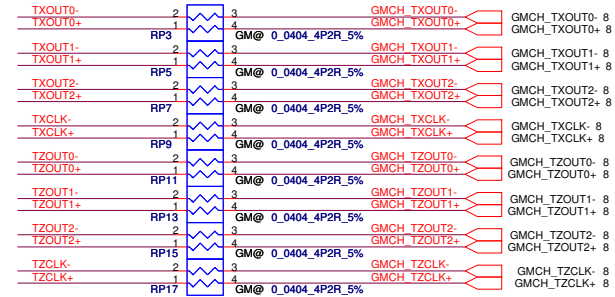 TXOUT0- 2 3 GMCH_TXOUT0- GMCH_TXOUT0- 8
TXOUT0+ 1 4 GMCH_TXOUT0+ GMCH_TXOUT0+ 8
RP3 GM@ 0_0404_4P2R_5%
TXOUT1- 2 3 GMCH_TXOUT1- GMCH_TXOUT1- 8
TXOUT1+ 1 4 GMCH_TXOUT1+ GMCH_TXOUT1+ 8
RP5 GM@ 0_0404_4P2R_5%
TXOUT2- 2 3 GMCH_TXOUT2- GMCH_TXOUT2- 8
TXOUT2+ 1 4 GMCH_TXOUT2+ GMCH_TXOUT2+ 8
RP7 GM@ 0_0404_4P2R_5%
TXCLK- 2 3 GMCH_TXCLK- GMCH_TXCLK- 8
TXCLK+ 1 4 GMCH_TXCLK+ GMCH_TXCLK+ 8
RP9 GM@ 0_0404_4P2R_5%
TZOUT0- 2 3 GMCH_TZOUT0- GMCH_TZOUT0- 8
TZOUT0+ 1 4 GMCH_TZOUT0+ GMCH_TZOUT0+ 8
RP11 GM@ 0_0404_4P2R_5%
TZOUT1- 2 3 GMCH_TZOUT1- GMCH_TZOUT1- 8
TZOUT1+ 1 4 GMCH_TZOUT1+ GMCH_TZOUT1+ 8
RP13 GM@ 0_0404_4P2R_5%
TZOUT2- 2 3 GMCH_TZOUT2- GMCH_TZOUT2- 8
TZOUT2+ 1 4 GMCH_TZOUT2+ GMCH_TZOUT2+ 8
RP15 GM@ 0_0404_4P2R_5%
TZCLK- 2 3 GMCH_TZCLK- GMCH_TZCLK- 8
TZCLK+ 1 4 GMCH_TZCLK+ GMCH_TZCLK+ 8
RP17 GM@ 0_0404_4P2R_5%